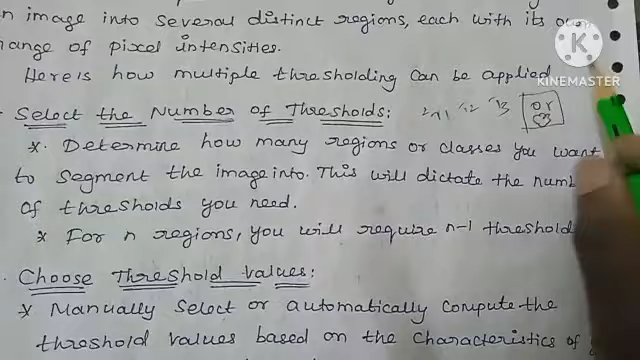 n image into several distinct regions, each with its own
ange of pixel intensities.
Here is how multiple thresholding can be applied
KINEMASTER
Select the Number of Thresholds:
* Determine how many regions or classes you want
to segment the image into. This will dictate the numb
of thresholds you need.
* For n regions, you will require n-1 threshold
Choose Threshold values:
* Manually Select or automatically compute the
threshold values based on the characteristics of